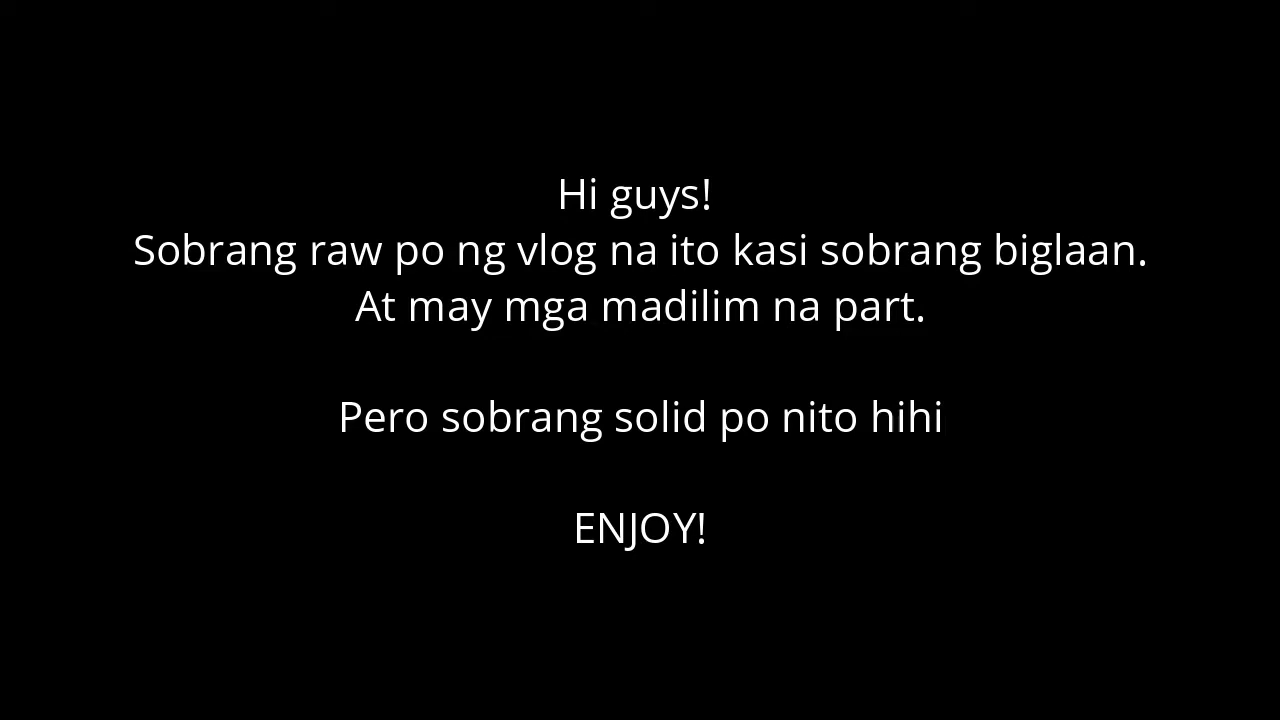 Hi guys!
Sobrang raw po ng vlog na ito kasi sobrang biglaan.
At may mga madilim na part.
Pero sobrang solid po nito hihi
ENJOY!